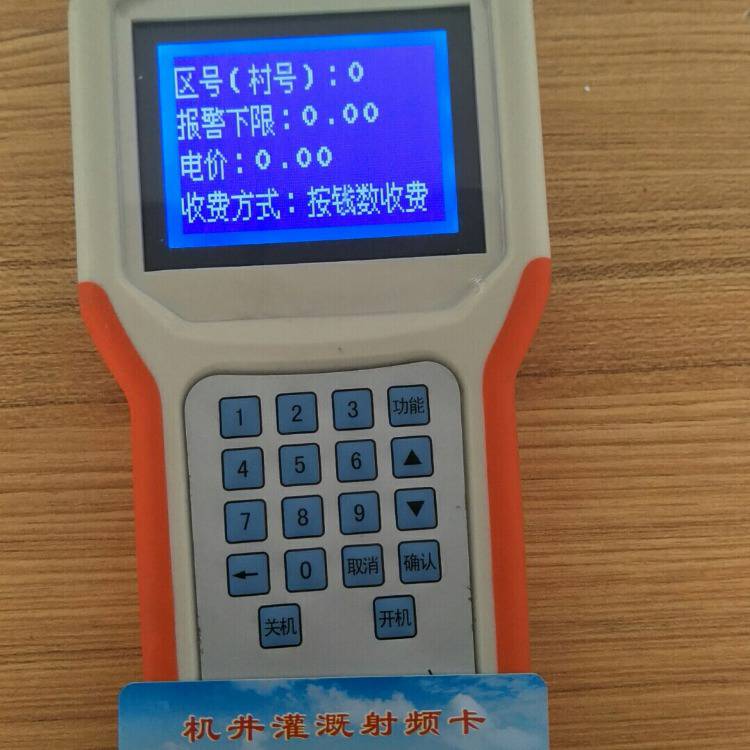 区号(村号):0
报警下限:0.00
电价:0.00
收费方式:按钱数收费
1 2 3 功能
4 5 6 ▲
7 8 9 ▼
← 0 取消 确认
关机 开机
机井灌溉射频卡